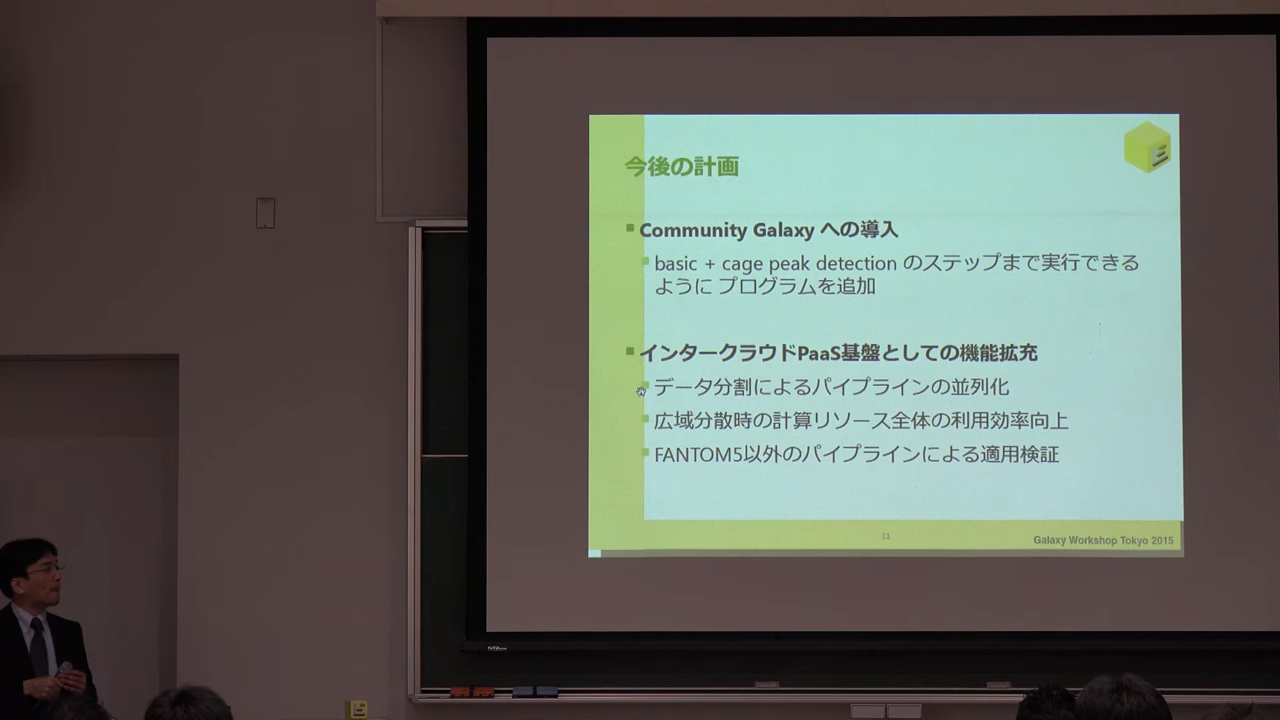 今後の計画
Community Galaxy への導入
basic + cage peak detection のステップまで実行できる
ように プログラムを追加
インタークラウドPaaS基盤としての機能拡充
データ分割によるパイプラインの並列化
広域分散時の計算リソース全体の利用効率向上
FANTOM5以外のパイプラインによる適用検証
11
Galaxy Workshop Tokyo 2015